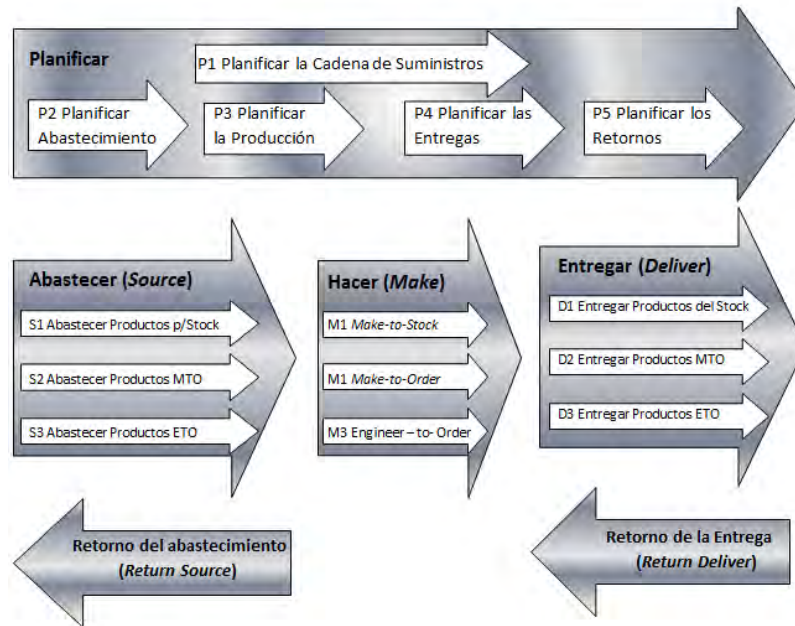 Planificar
P1 Planificar la Cadena de Suministros
P2 Planificar
Abastecimiento
P3 Planificar
la Producción
P4 Planificar las
Entregas
P5 Planificar los
Retornos
Abastecer (Source)
S1 Abastecer Productos p/Stock
S2 Abastecer Productos MTO
S3 Abastecer Productos ETO
Hacer (Make)
M1 Make-to-Stock
M1 Make-to-Order
M3 Engineer – to- Order
Entregar (Deliver)
D1 Entregar Productos del Stock
D2 Entregar Productos MTO
D3 Entregar Productos ETO
Retorno del abastecimiento
(Return Source)
Retorno de la Entrega
(Return Deliver)